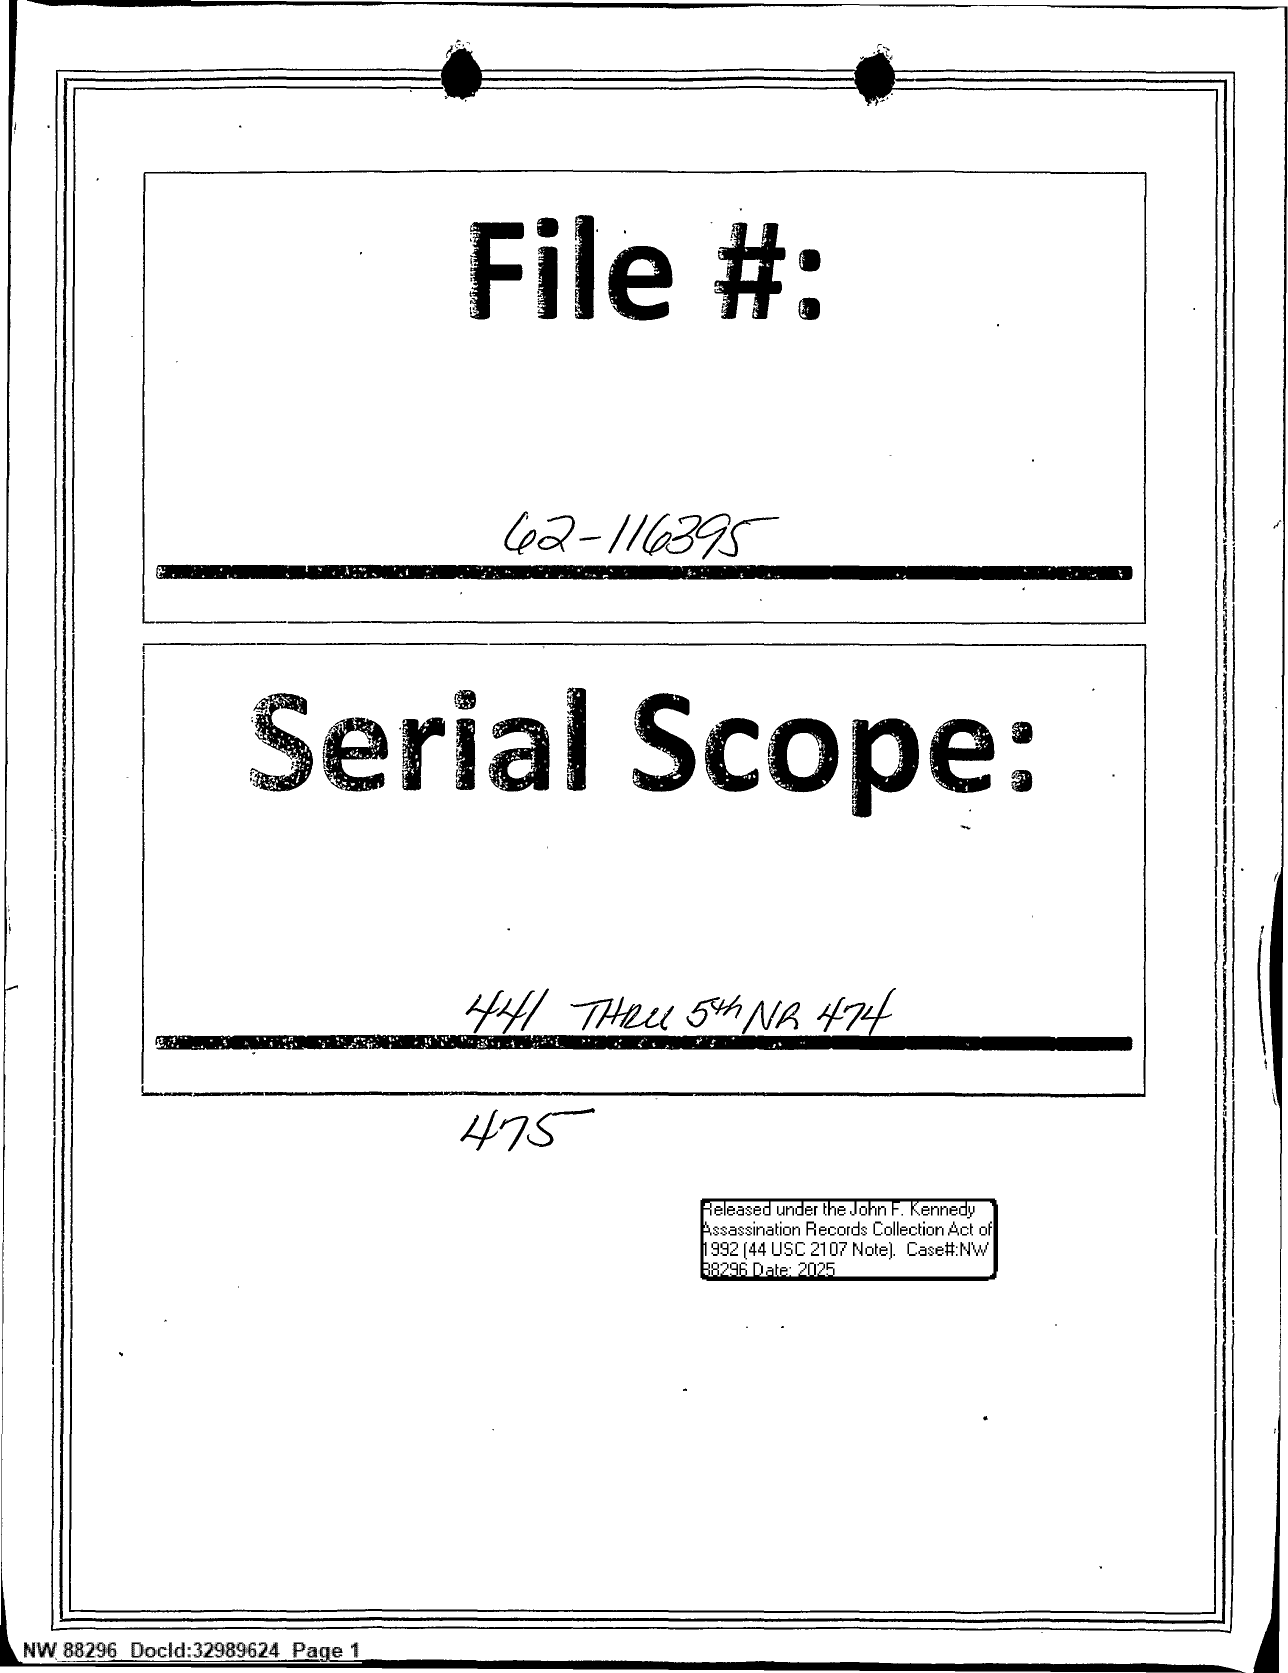 File #:
62-116395
Serial Scope:
441 THRU 5th NR 474
475
Released under the John F. Kennedy
Assassination Records Collection Act of
1992 (44 USC 2107 Note). Case#:NW
88296 Date: 2025
NW 88296 DocId:32989624 Page 1